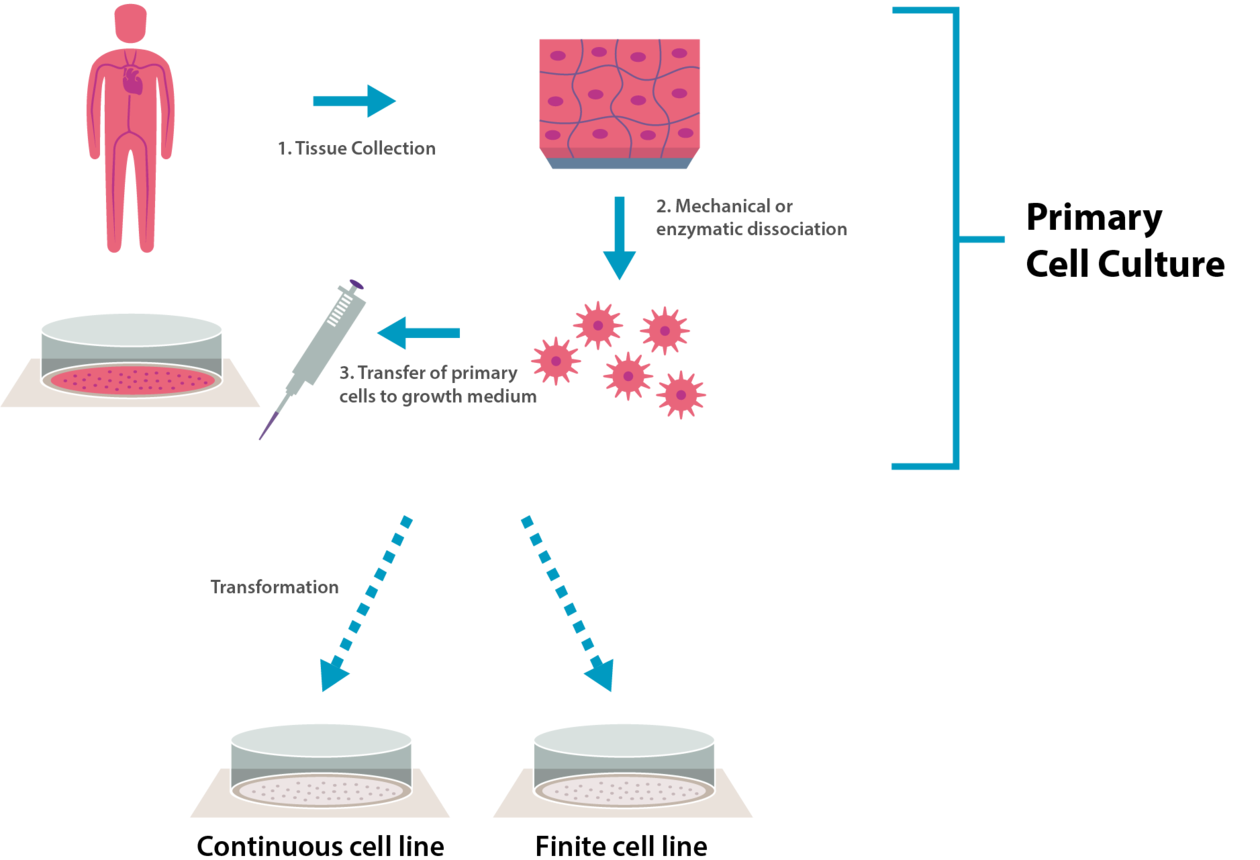 1. Tissue Collection
2. Mechanical or
enzymatic dissociation
Primary
Cell Culture
3. Transfer of primary
cells to growth medium
Transformation
Continuous cell line
Finite cell line